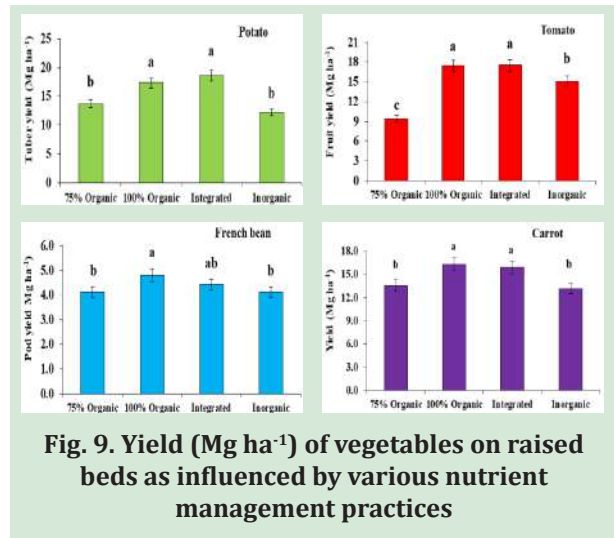 Potato
Tuber yield (Mg ha⁻¹)
25
20
15
10
5
0
b
a
a
b
75% Organic 100% Organic Integrated Inorganic
Tomato
Fruit yield (Mg ha⁻¹)
21
18
15
12
9
6
3
0
c
a
a
b
75% Organic 100% Organic Integrated Inorganic
French bean
Pod yield Mg ha⁻¹)
6.0
5.0
4.0
3.0
2.0
1.0
0.0
b
a
ab
b
75% Organic 100% Organic Integrated Inorganic
Carrot
Yield (Mg ha⁻¹)
18.0
15.0
12.0
9.0
6.0
3.0
0.0
b
a
a
b
75% Organic 100% Organic Integrated Inorganic
Fig. 9. Yield (Mg ha⁻¹) of vegetables on raised
beds as influenced by various nutrient
management practices